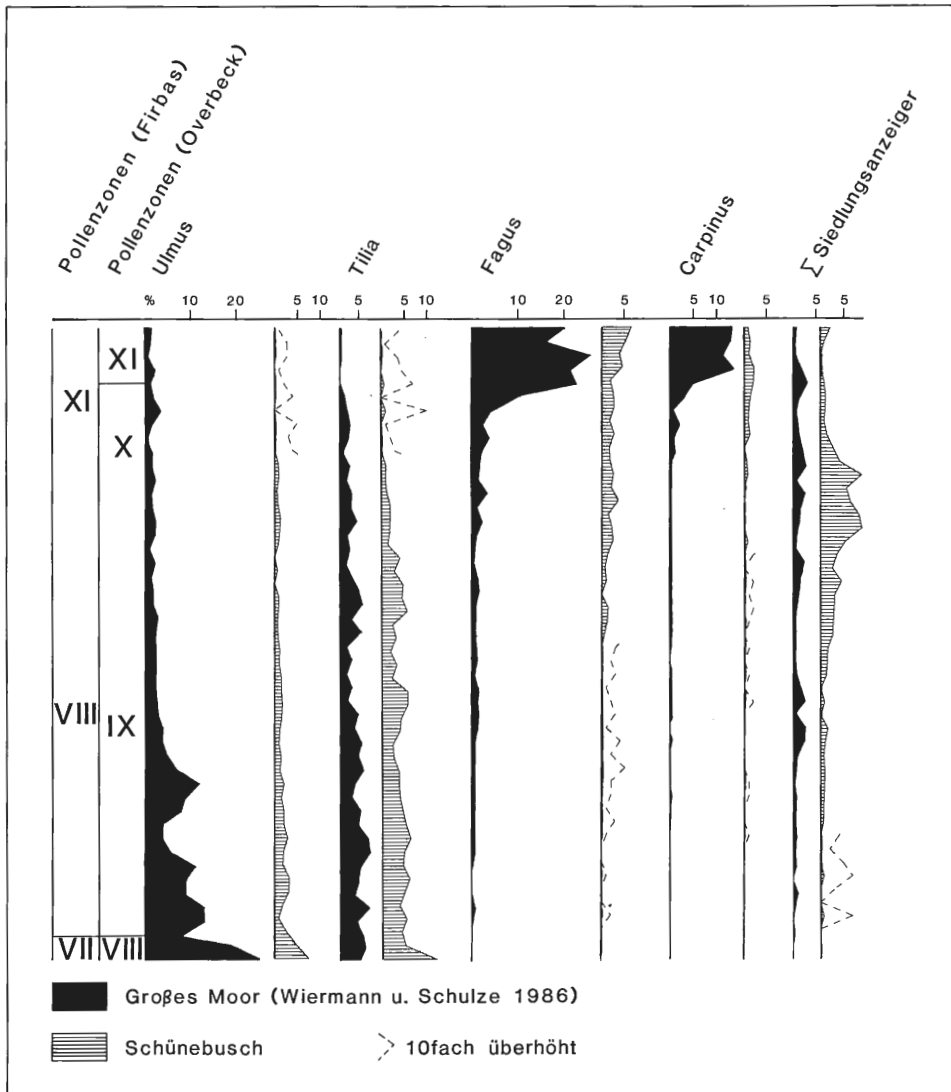 Pollenzonen (Firbas)
Pollenzonen (Overbeck)
Ulmus
Tilia
Fagus
Carpinus
Σ Siedlungsanzeiger
% 10 20 5 10 5 5 10 10 20 5 5 10 5 5 5
XI
XI
X
VIII
IX
VII VIII
Großes Moor (Wiermann u. Schulze 1986)
Schünebusch 10fach überhöht